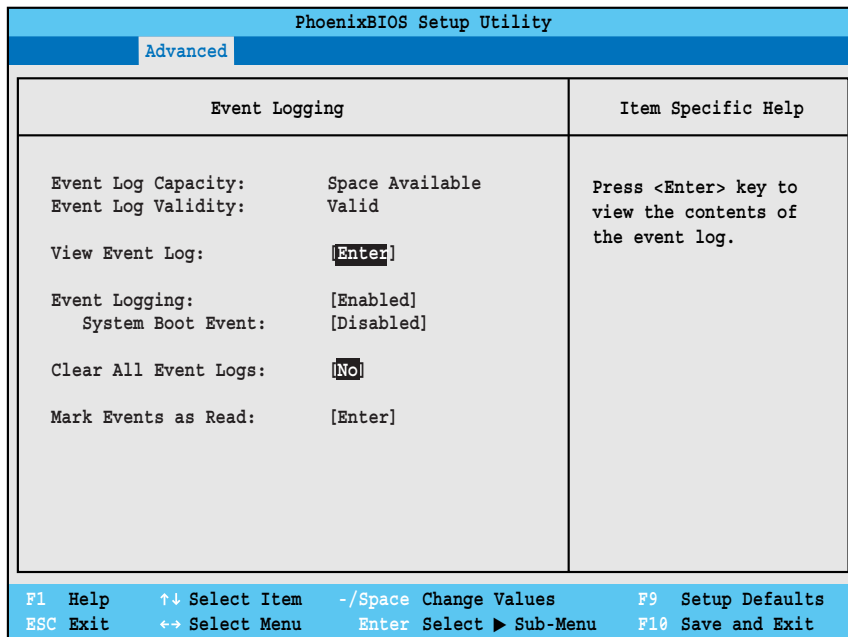 PhoenixBIOS Setup Utility
Advanced
Event Logging
Item Specific Help
Event Log Capacity: Space Available
Event Log Validity: Valid
View Event Log: [Enter]
Event Logging: [Enabled]
System Boot Event: [Disabled]
Clear All Event Logs: [No]
Mark Events as Read: [Enter]
Press <Enter> key to
view the contents of
the event log.
F1 Help ↑↓ Select Item -/Space Change Values F9 Setup Defaults
ESC Exit ←→ Select Menu Enter Select ▶ Sub-Menu F10 Save and Exit